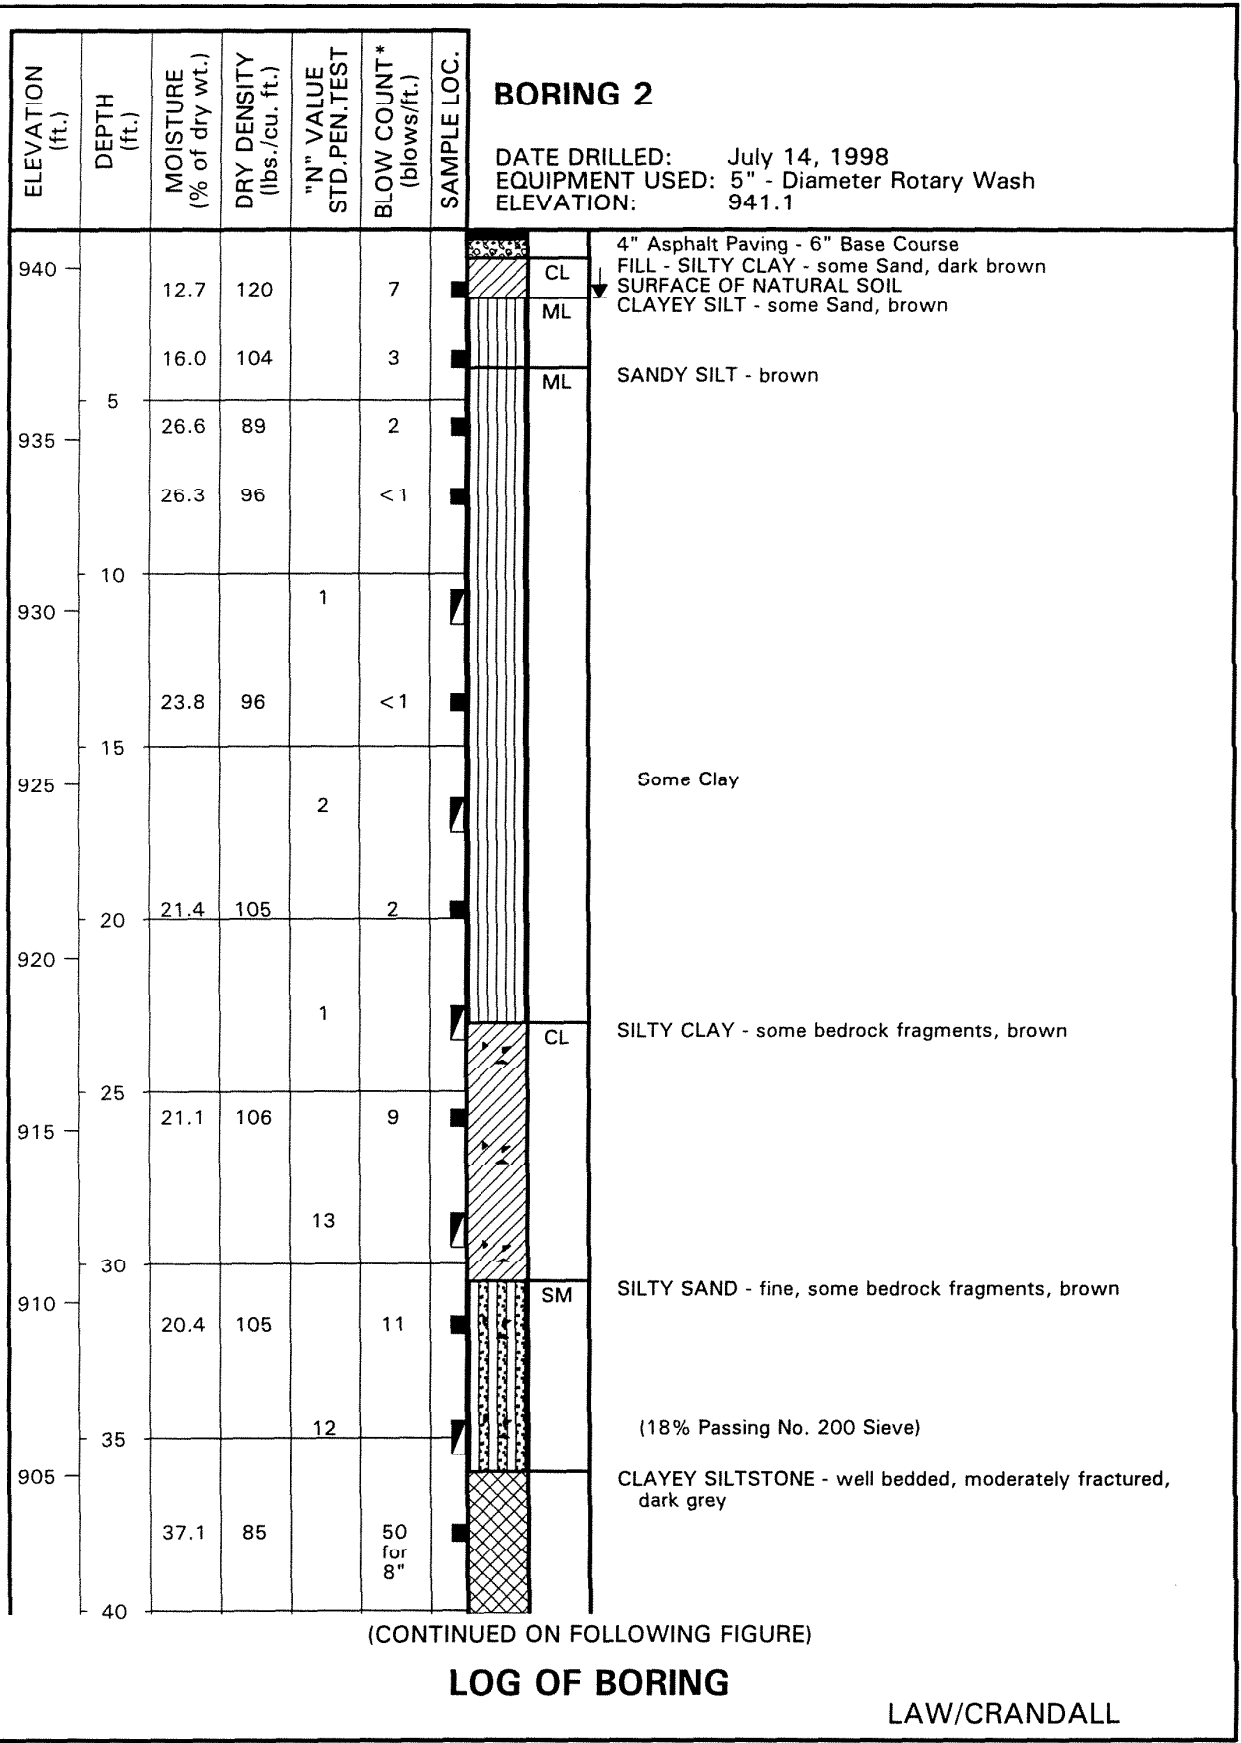 ELEVATION (ft.)
DEPTH (ft.)
MOISTURE (% of dry wt.)
DRY DENSITY (lbs./cu. ft.)
"N" VALUE STD.PEN.TEST
BLOW COUNT* (blows/ft.)
SAMPLE LOC.
BORING 2
DATE DRILLED: July 14, 1998
EQUIPMENT USED: 5" - Diameter Rotary Wash
ELEVATION: 941.1
4" Asphalt Paving - 6" Base Course
940 CL FILL - SILTY CLAY - some Sand, dark brown
12.7 120 7 SURFACE OF NATURAL SOIL
ML CLAYEY SILT - some Sand, brown
16.0 104 3
ML SANDY SILT - brown
5
26.6 89 2
935
26.3 96 <1
10
1
930
23.8 96 <1
15
925 Some Clay
2
21.4 105 2
20
920
1
CL SILTY CLAY - some bedrock fragments, brown
25
21.1 106 9
915
13
30
SM SILTY SAND - fine, some bedrock fragments, brown
910
20.4 105 11
12 (18% Passing No. 200 Sieve)
35
905 CLAYEY SILTSTONE - well bedded, moderately fractured,
dark grey
37.1 85 50
for
8"
40
(CONTINUED ON FOLLOWING FIGURE)
LOG OF BORING
LAW/CRANDALL